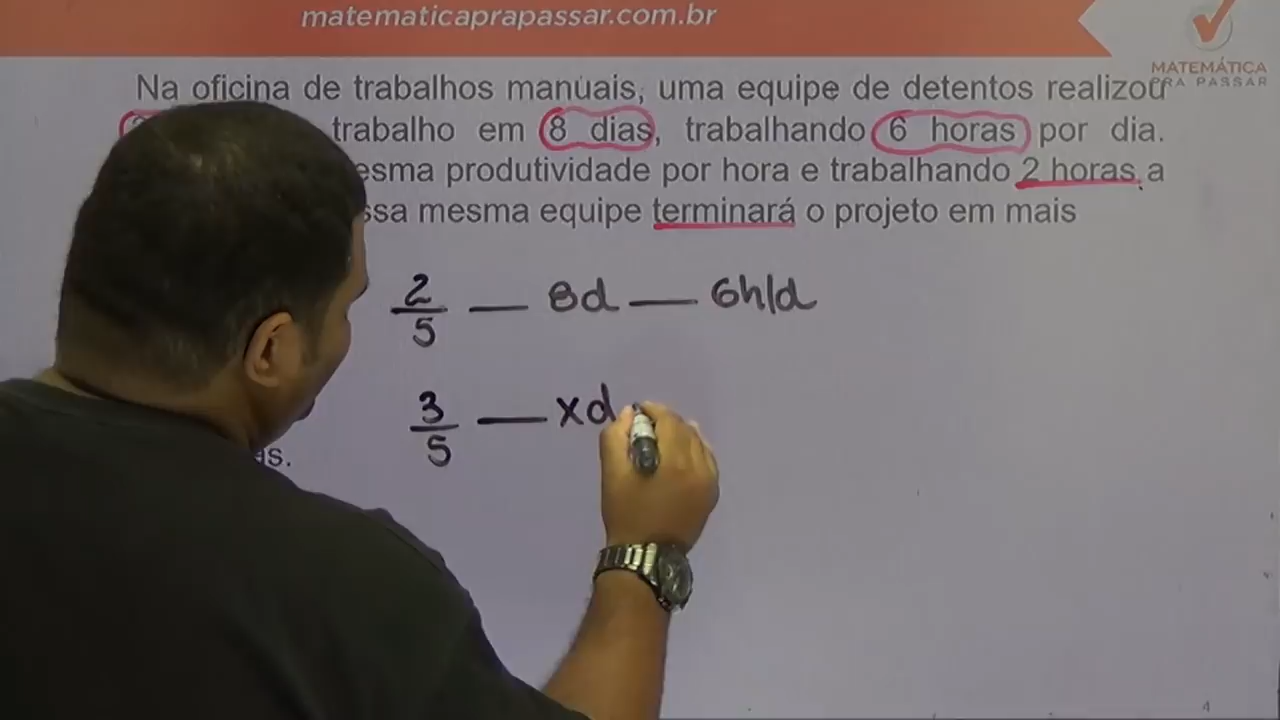 matematicaprapassar.com.br
MATEMÁTICA
PRA PASSAR
Na oficina de trabalhos manuais, uma equipe de detentos realizou
trabalho em 8 dias, trabalhando 6 horas por dia.
produtividade por hora e trabalhando 2 horas a
mesma equipe terminará o projeto em mais
2/5 — 8d — 6h/d
3/5 — xd
4